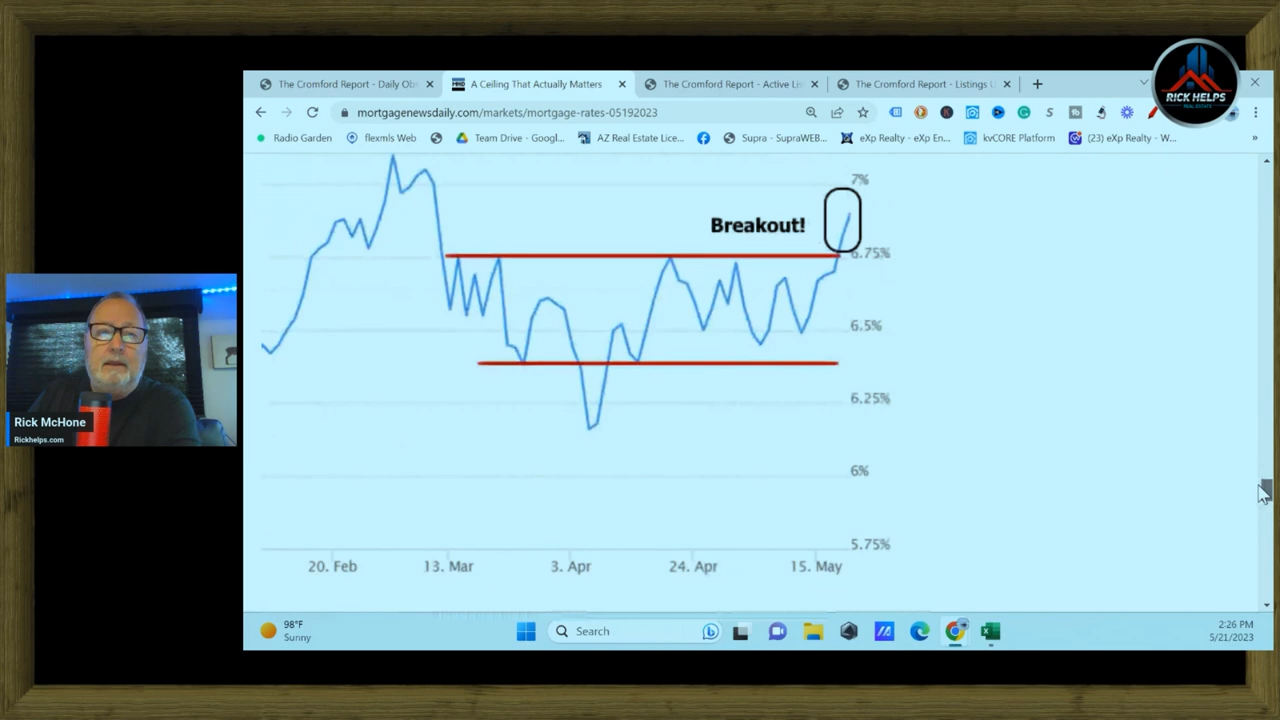 The Cromford Report - Daily Obs
A Ceiling That Actually Matters
The Cromford Report - Active Lis
The Cromford Report - Listings U
RICK HELPS
REAL ESTATE
mortgagenewsdaily.com/markets/mortgage-rates-05192023
Radio Garden
flexmls Web
Team Drive - Googl...
AZ Real Estate Lice...
Supra - SupraWEB...
eXp Realty - eXp En...
kvCORE Platform
(23) eXp Realty - W...
»
7%
Breakout!
6.75%
6.5%
6.25%
6%
5.75%
20. Feb
13. Mar
3. Apr
24. Apr
15. May
Rick McHone
Rickhelps.com
98°F
Sunny
Search
2:26 PM
5/21/2023